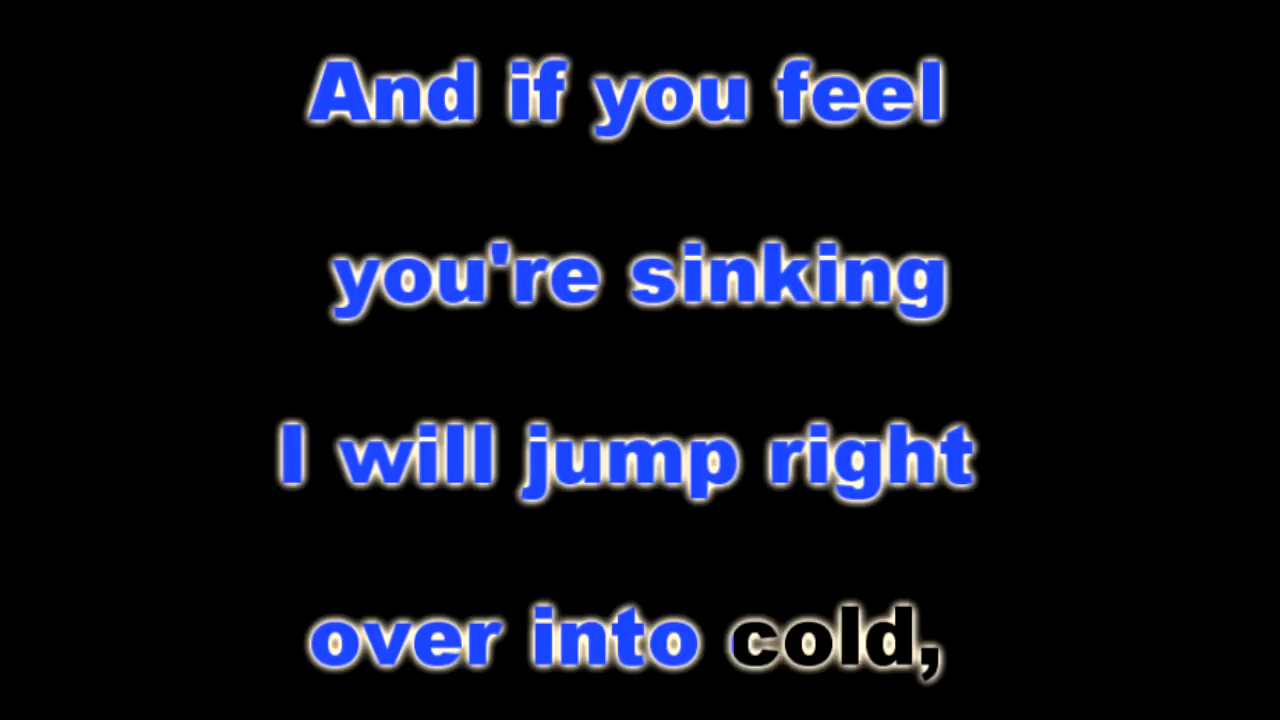 And if you feel
you're sinking
I will jump right
over into cold,